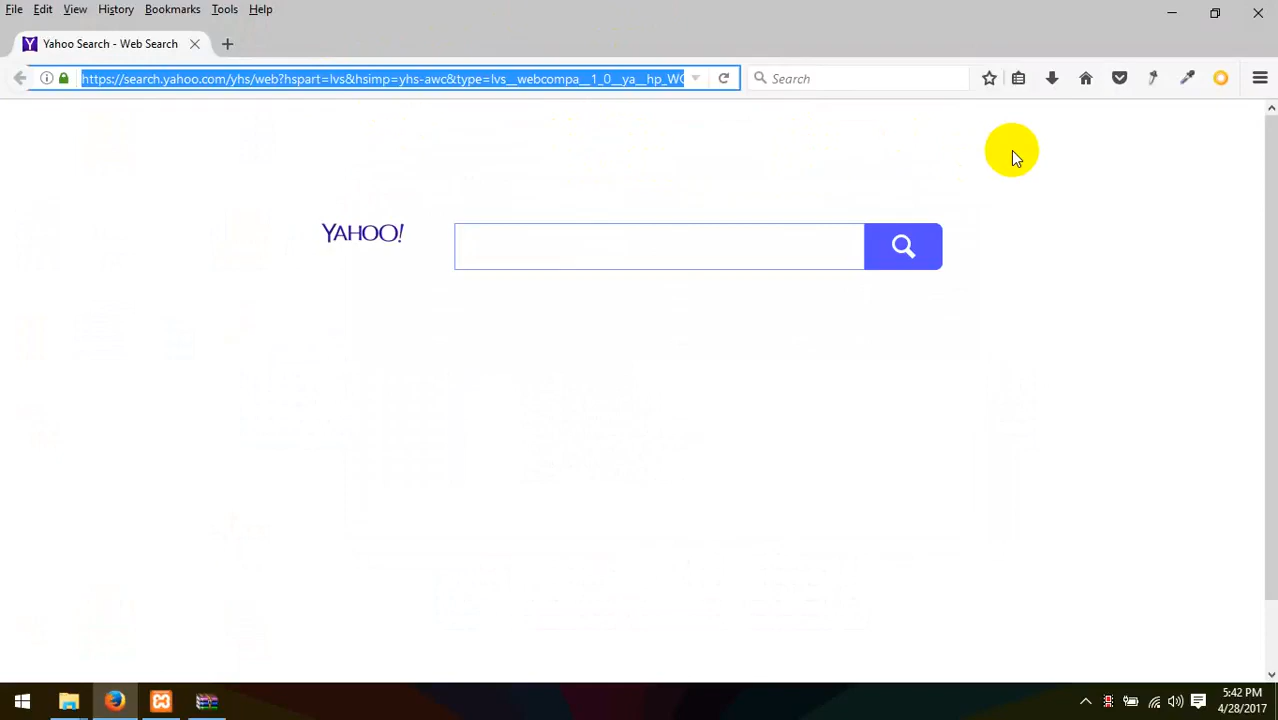 File Edit View History Bookmarks Tools Help
Yahoo Search - Web Search
https://search.yahoo.com/yhs/web?hspart=lvs&hsimp=yhs-awc&type=lvs__webcompa__1_0__ya__hp_WC
Search
YAHOO!
5:42 PM
4/28/2017